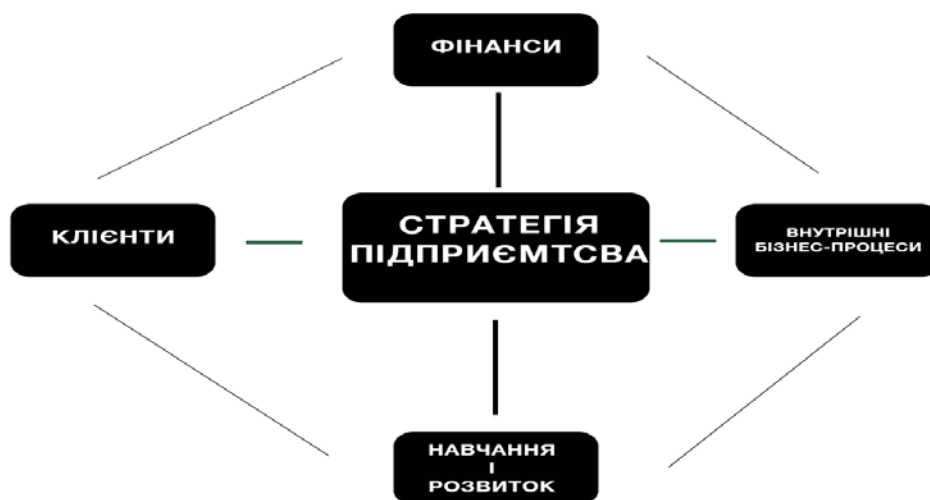 ФІНАНСИ
КЛІЄНТИ
СТРАТЕГІЯ
ПІДПРИЄМТСВА
ВНУТРІШНІ
БІЗНЕС-ПРОЦЕСИ
НАВЧАННЯ
І
РОЗВИТОК